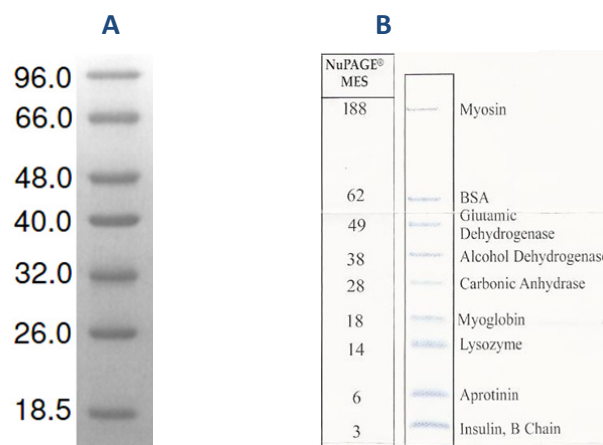 A
96.0
66.0
48.0
40.0
32.0
26.0
18.5
B
NuPAGE®
MES
188 Myosin
62 BSA
49 Glutamic
Dehydrogenase
38 Alcohol Dehydrogenase
28 Carbonic Anhydrase
18 Myoglobin
14 Lysozyme
6 Aprotinin
3 Insulin, B Chain